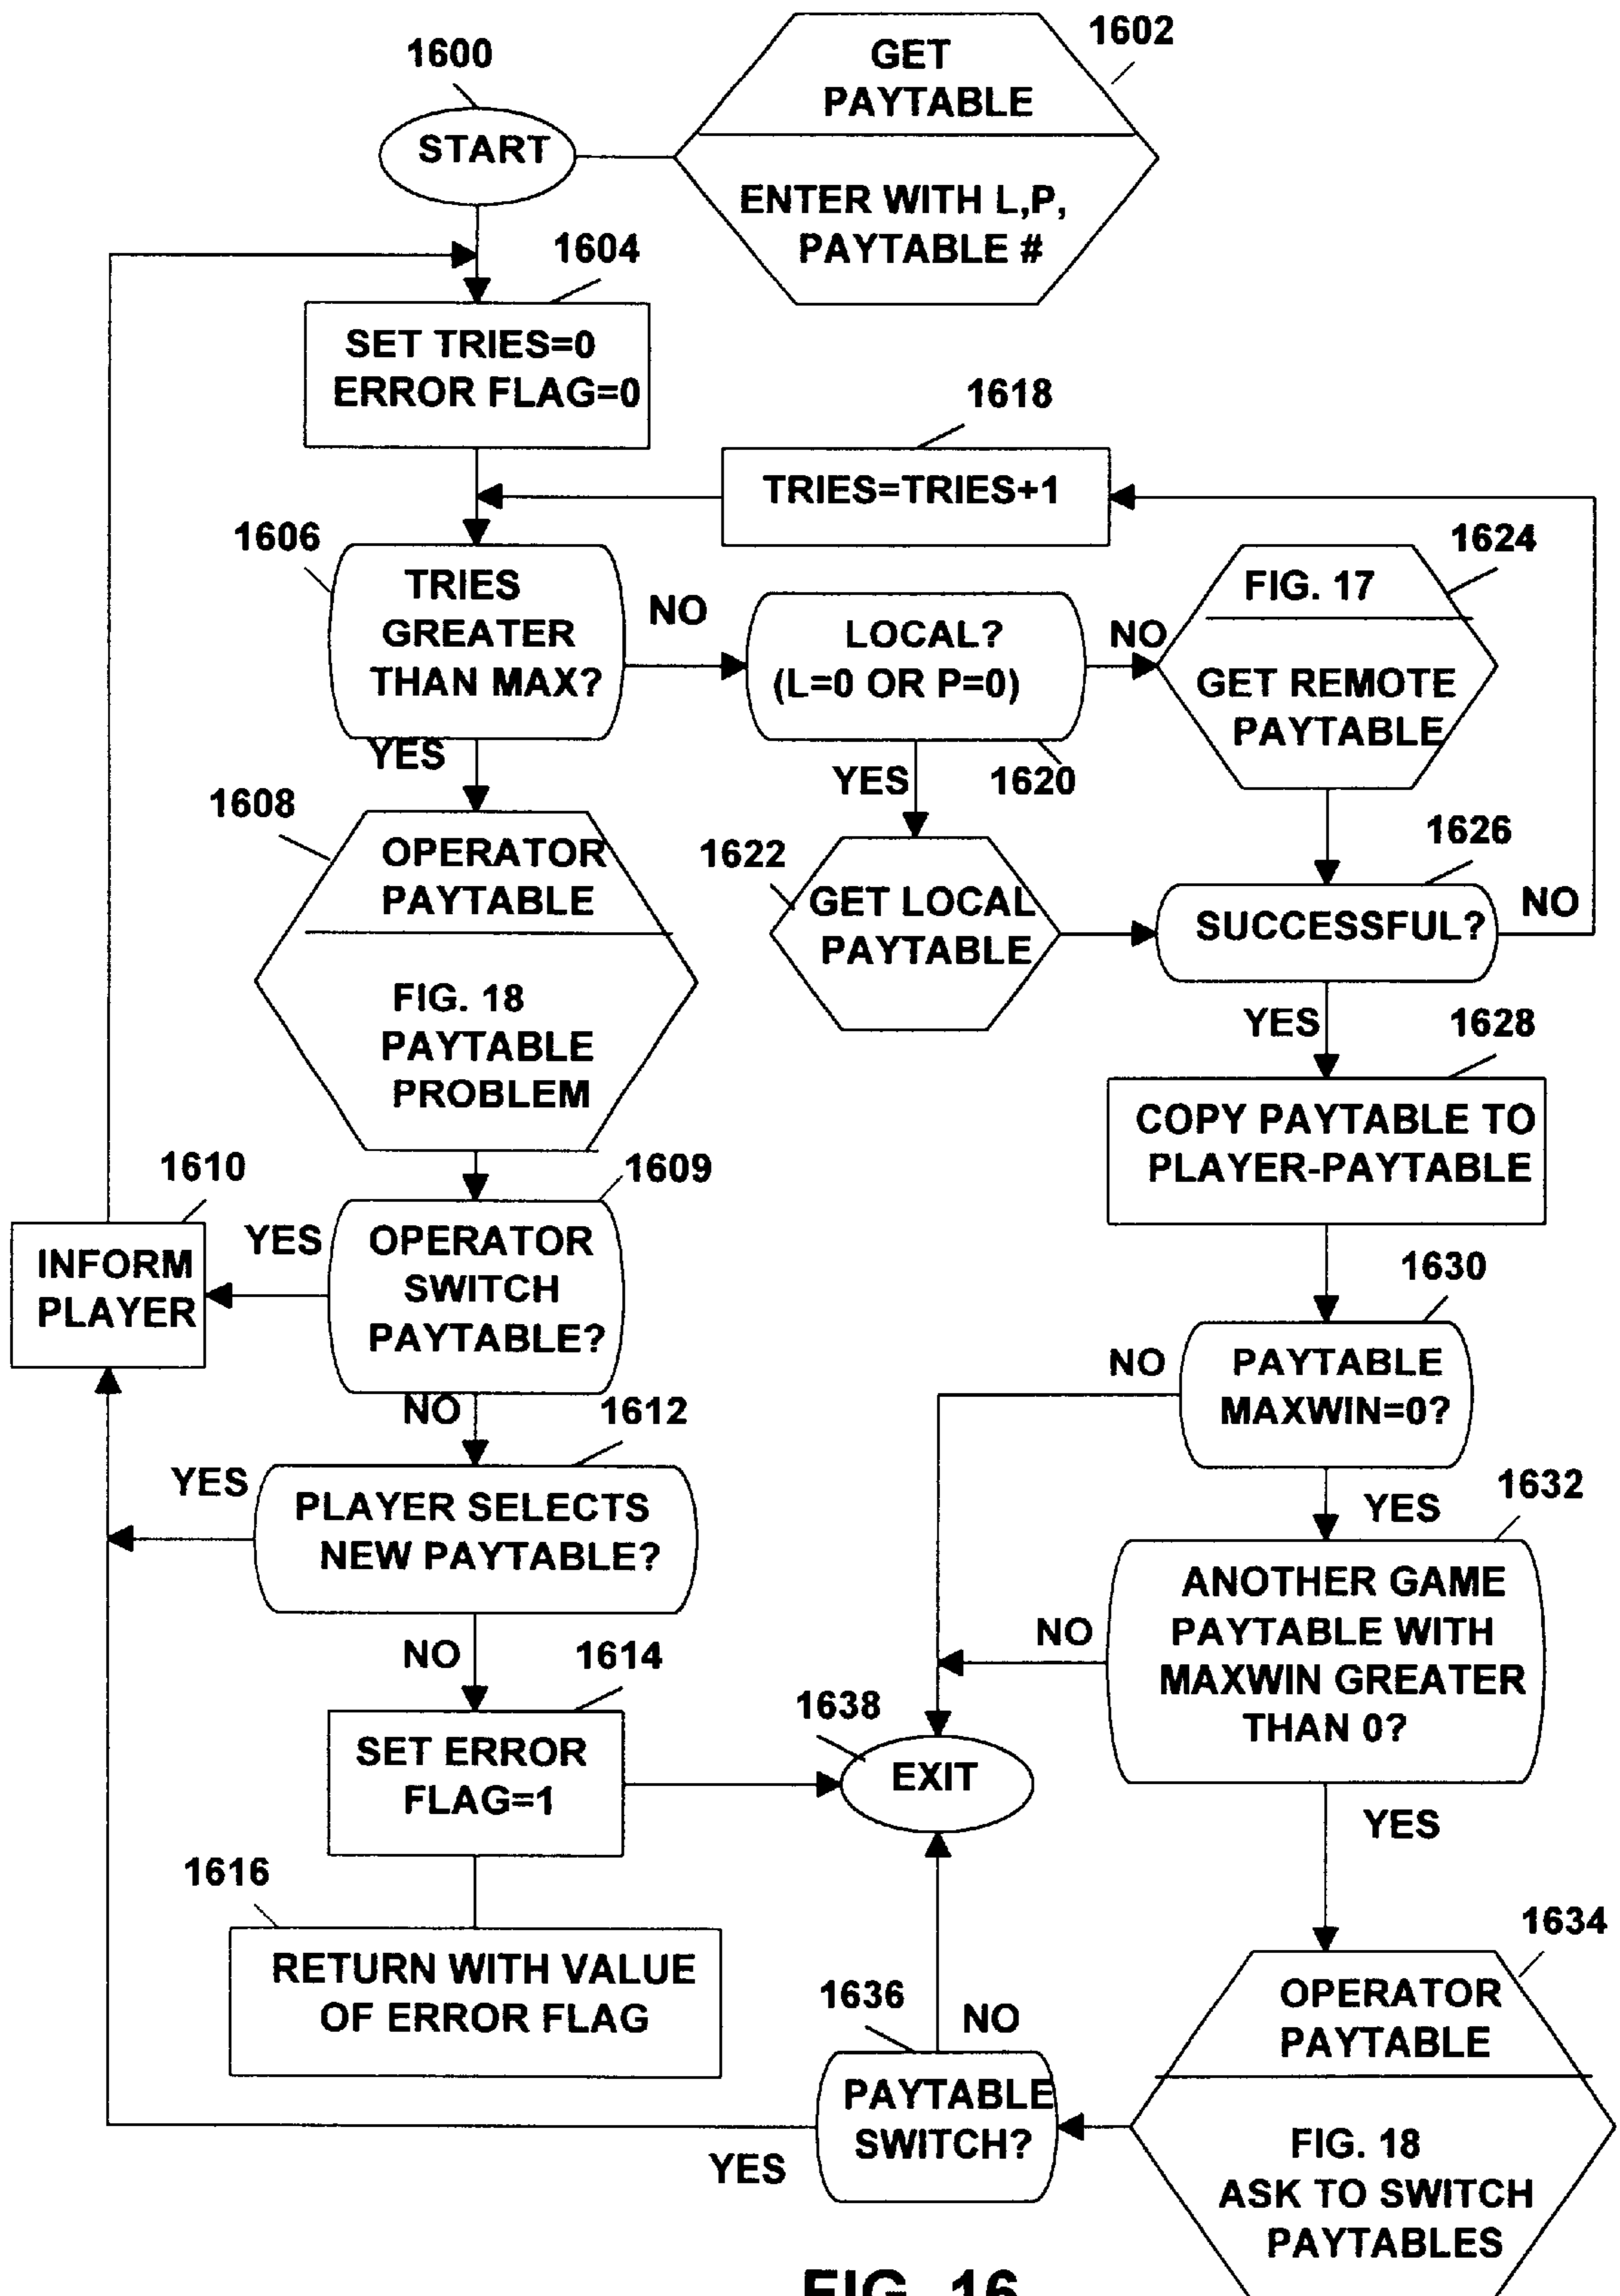 1600
START
GET
PAYTABLE
1602
ENTER WITH L,P,
PAYTABLE #
1604
SET TRIES=0
ERROR FLAG=0
1618
TRIES=TRIES+1
1606
TRIES
GREATER
THAN MAX?
NO
YES
LOCAL?
(L=0 OR P=0)
NO
YES
1620
1624
FIG. 17
GET REMOTE
PAYTABLE
1622
GET LOCAL
PAYTABLE
1626
SUCCESSFUL?
NO
YES
1608
OPERATOR
PAYTABLE
FIG. 18
PAYTABLE
PROBLEM
1628
COPY PAYTABLE TO
PLAYER-PAYTABLE
1610
INFORM
PLAYER
YES
1609
OPERATOR
SWITCH
PAYTABLE?
NO
1630
PAYTABLE
MAXWIN=0?
NO
YES
1612
PLAYER SELECTS
NEW PAYTABLE?
YES
NO
1632
ANOTHER GAME
PAYTABLE WITH
MAXWIN GREATER
THAN 0?
NO
YES
1614
SET ERROR
FLAG=1
1638
EXIT
1616
RETURN WITH VALUE
OF ERROR FLAG
1634
OPERATOR
PAYTABLE
FIG. 18
ASK TO SWITCH
PAYTABLES
1636
NO
PAYTABLE
SWITCH?
YES
FIG. 16